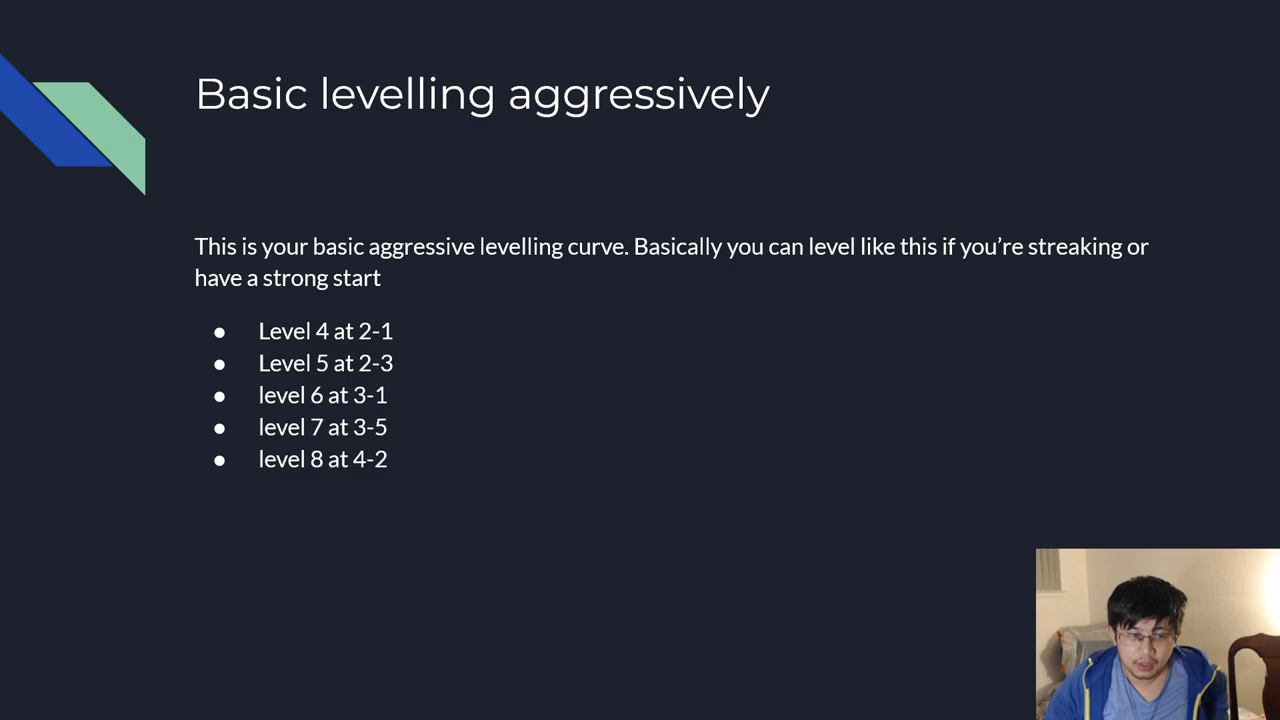 Basic levelling aggressively
This is your basic aggressive levelling curve. Basically you can level like this if you’re streaking or
have a strong start
● Level 4 at 2-1
● Level 5 at 2-3
● level 6 at 3-1
● level 7 at 3-5
● level 8 at 4-2